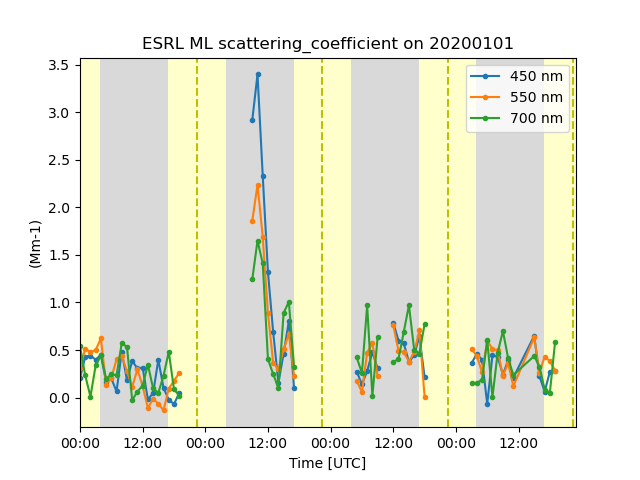 ESRL ML scattering_coefficient on 20200101
3.5
3.0
2.5
2.0
1.5
1.0
0.5
0.0
(Mm-1)
450 nm
550 nm
700 nm
00:00 12:00 00:00 12:00 00:00 12:00 00:00 12:00
Time [UTC]